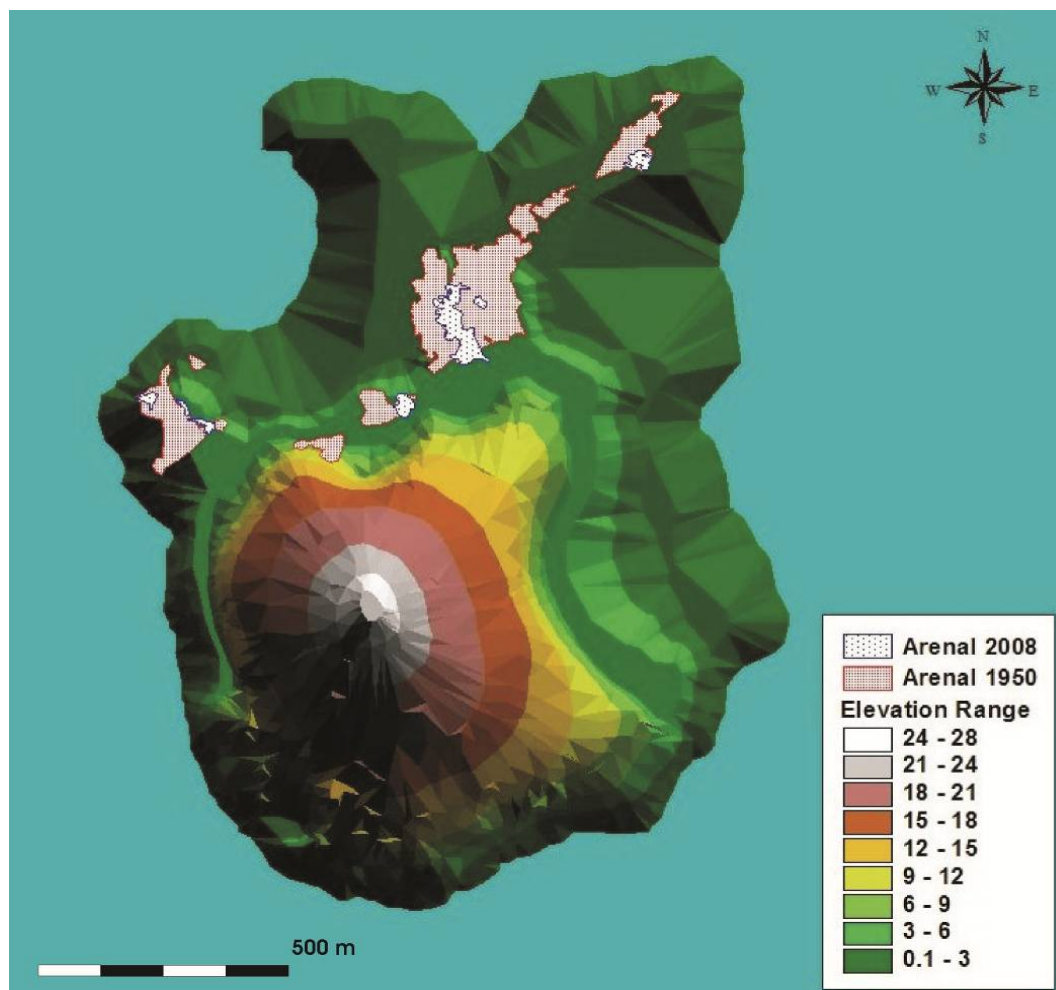 N
W E
S
Arenal 2008
Arenal 1950
Elevation Range
24 - 28
21 - 24
18 - 21
15 - 18
12 - 15
9 - 12
6 - 9
3 - 6
0.1 - 3
500 m